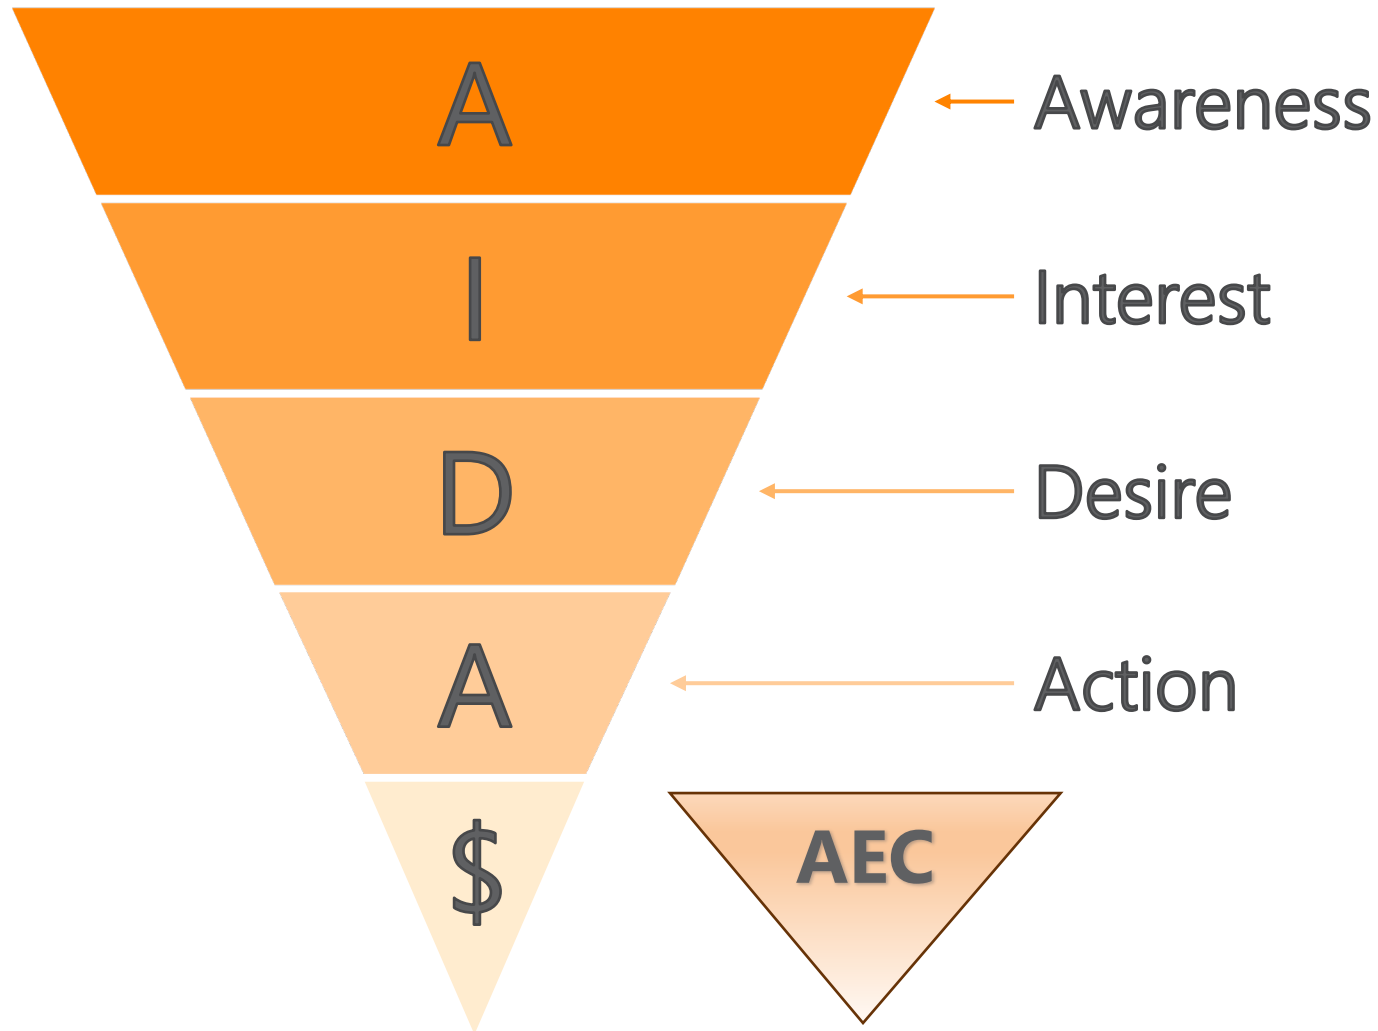 A
Awareness
I
Interest
D
Desire
A
Action
$
AEC